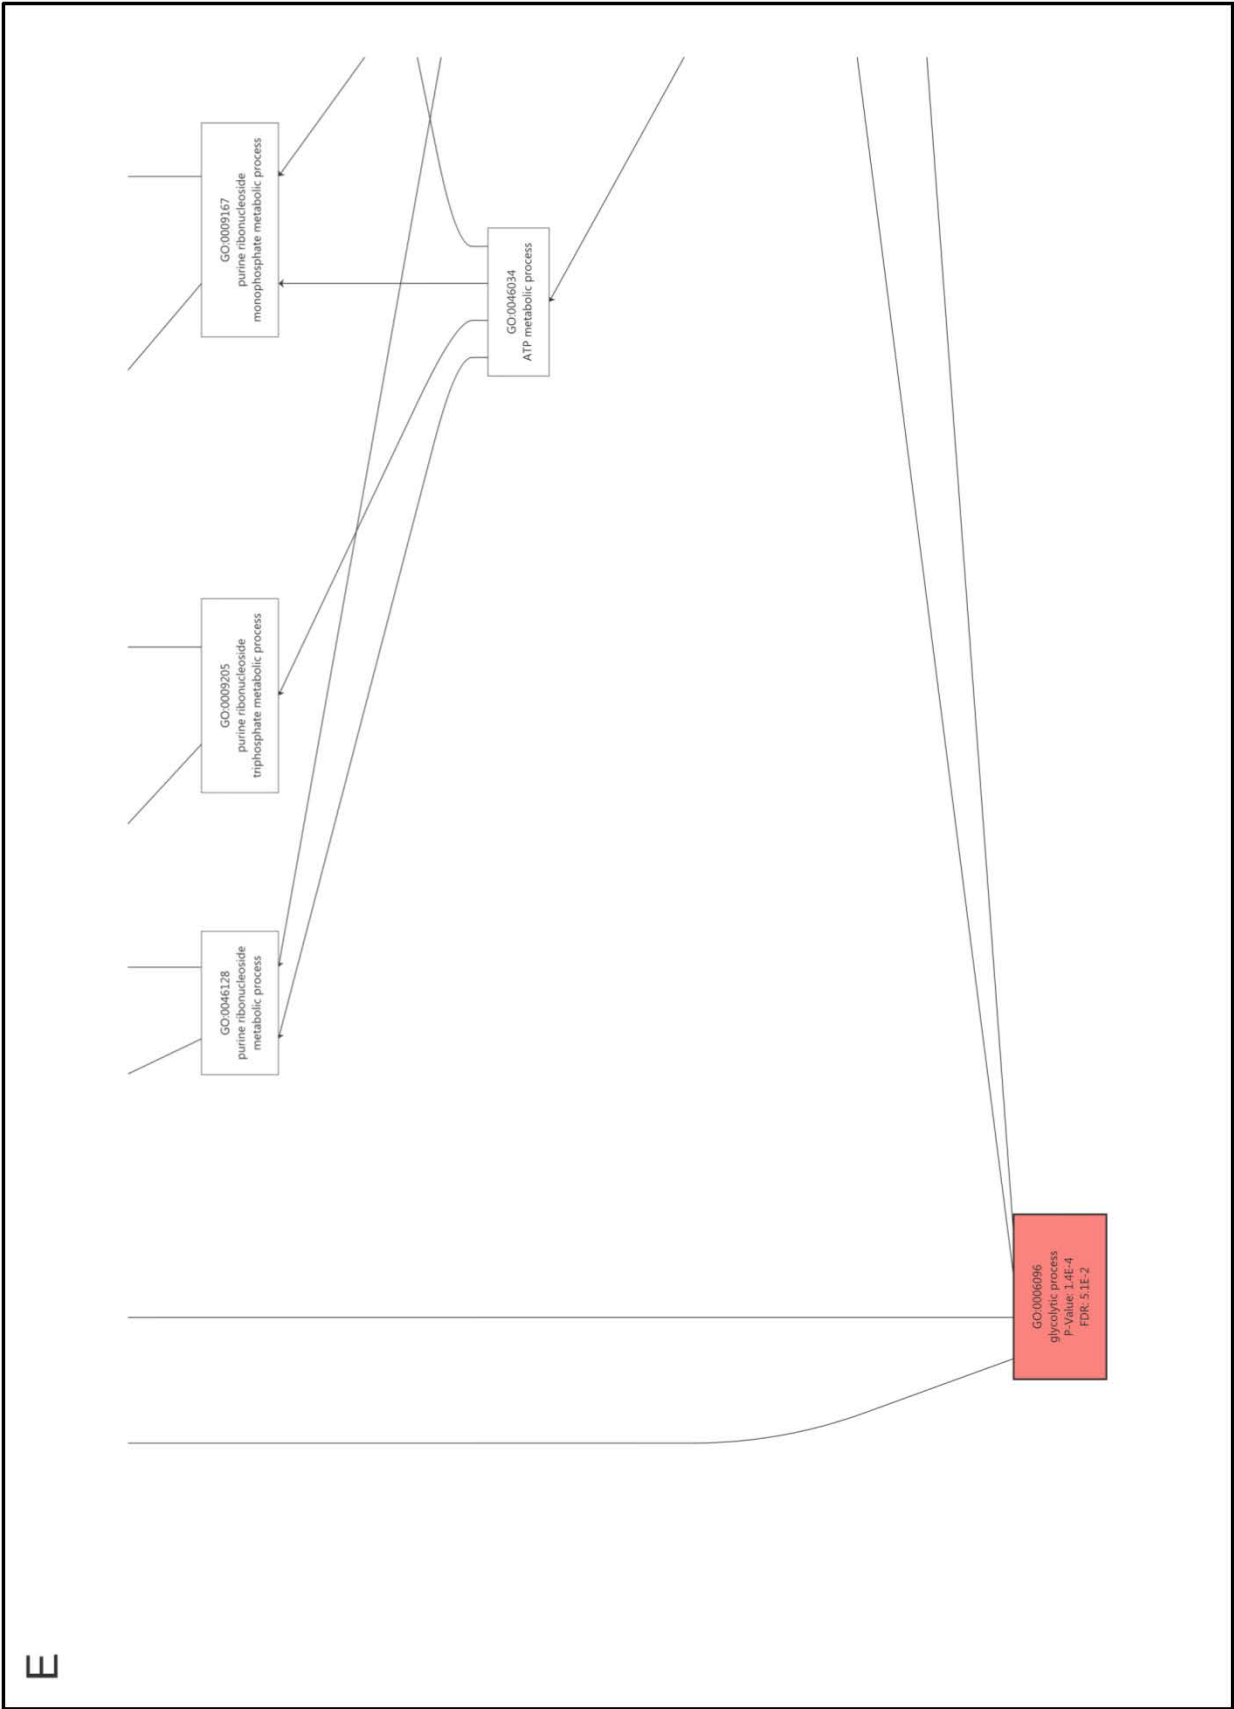 E
GO:0046128
purine ribonucleoside
metabolic process
GO:0009205
purine ribonucleoside
triphosphate metabolic process
GO:0009167
purine ribonucleoside
monophosphate metabolic process
GO:0046034
ATP metabolic process
GO:0006096
glycolytic process
P-Value: 1.4E-4
FDR: 5.1E-2